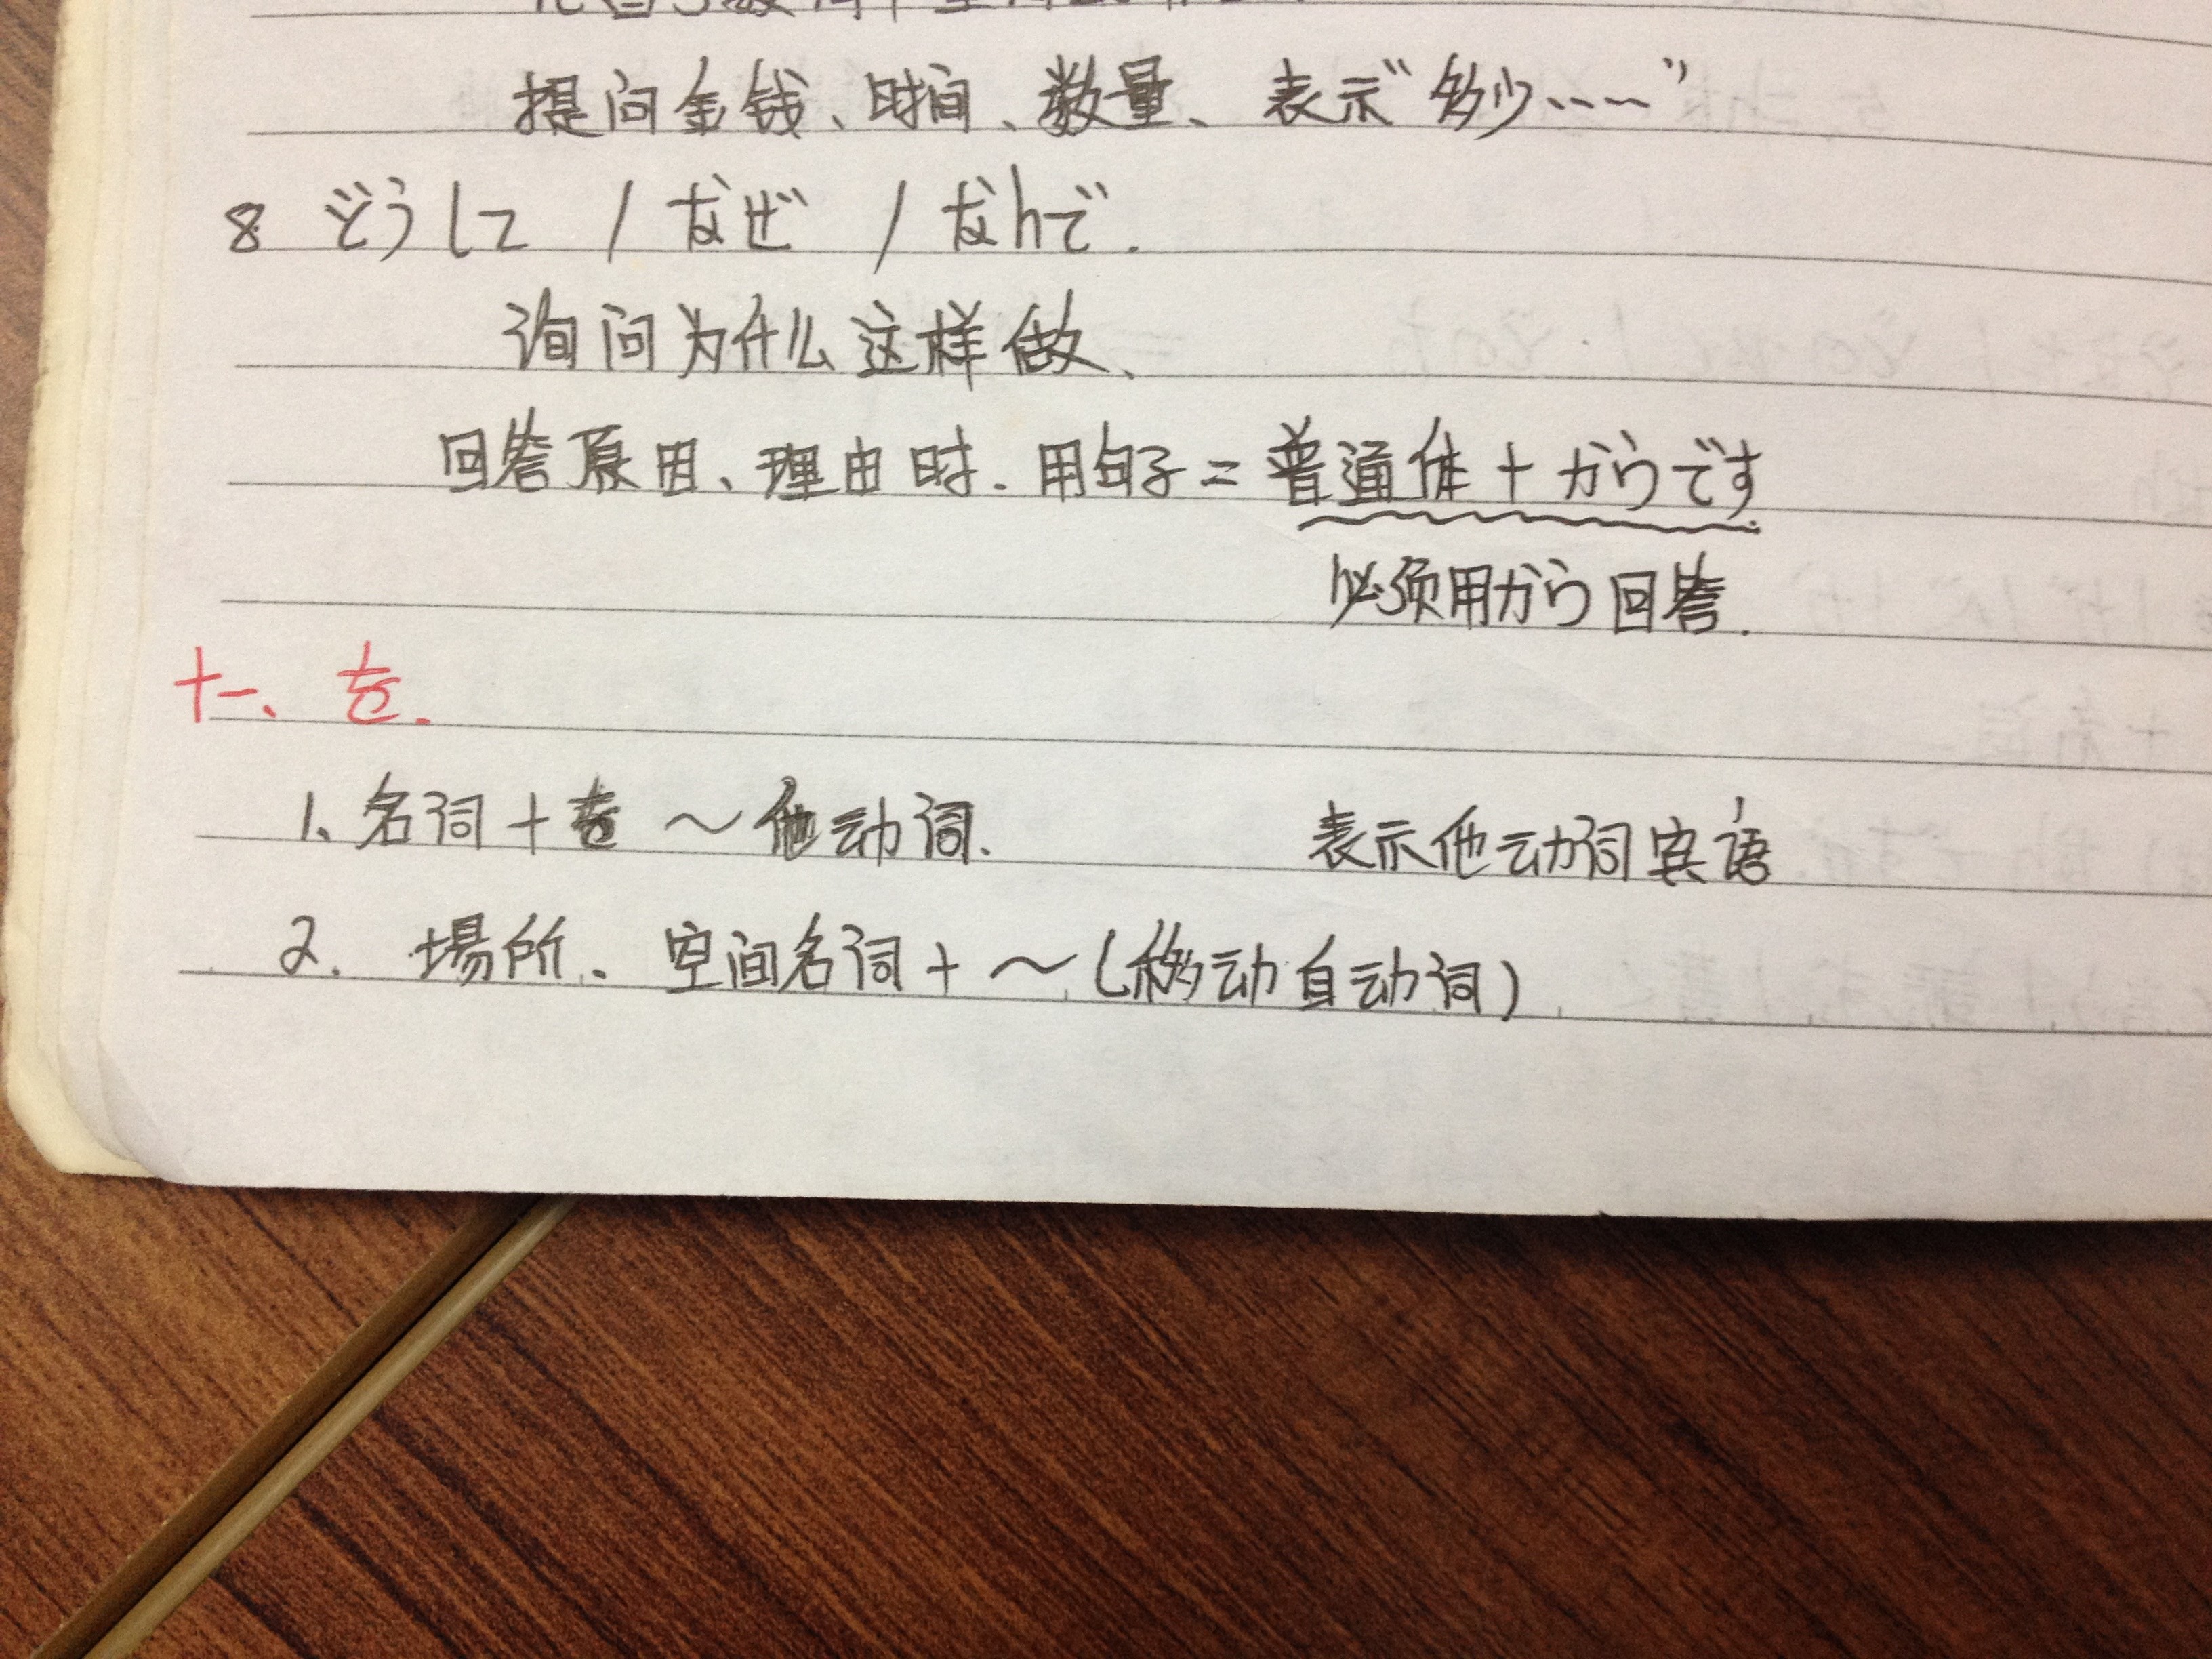 提问金钱、时间、数量、表示“多少……”
8 どうして / なぜ / なんで.
询问为什么这样做、
回答原因、理由时. 用句子=普通体+からです
必须用から回答.
十一、を.
1、名词+を ~他动词. 表示他动词宾语
2. 場所、空间名词+~(移动自动词)